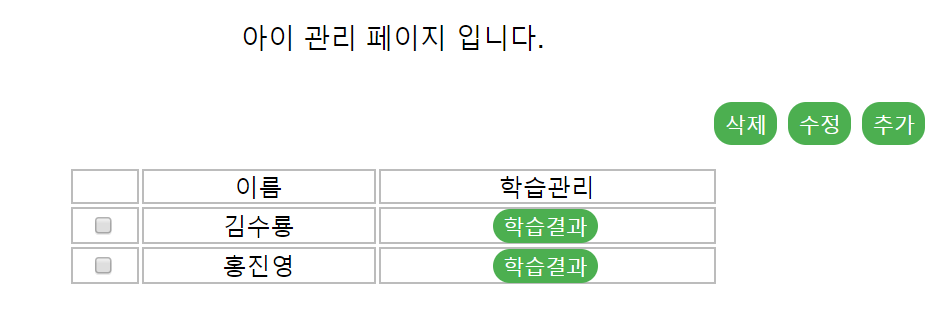 아이 관리 페이지 입니다.
삭제 수정 추가
이름 학습관리
김수룡 학습결과
홍진영 학습결과